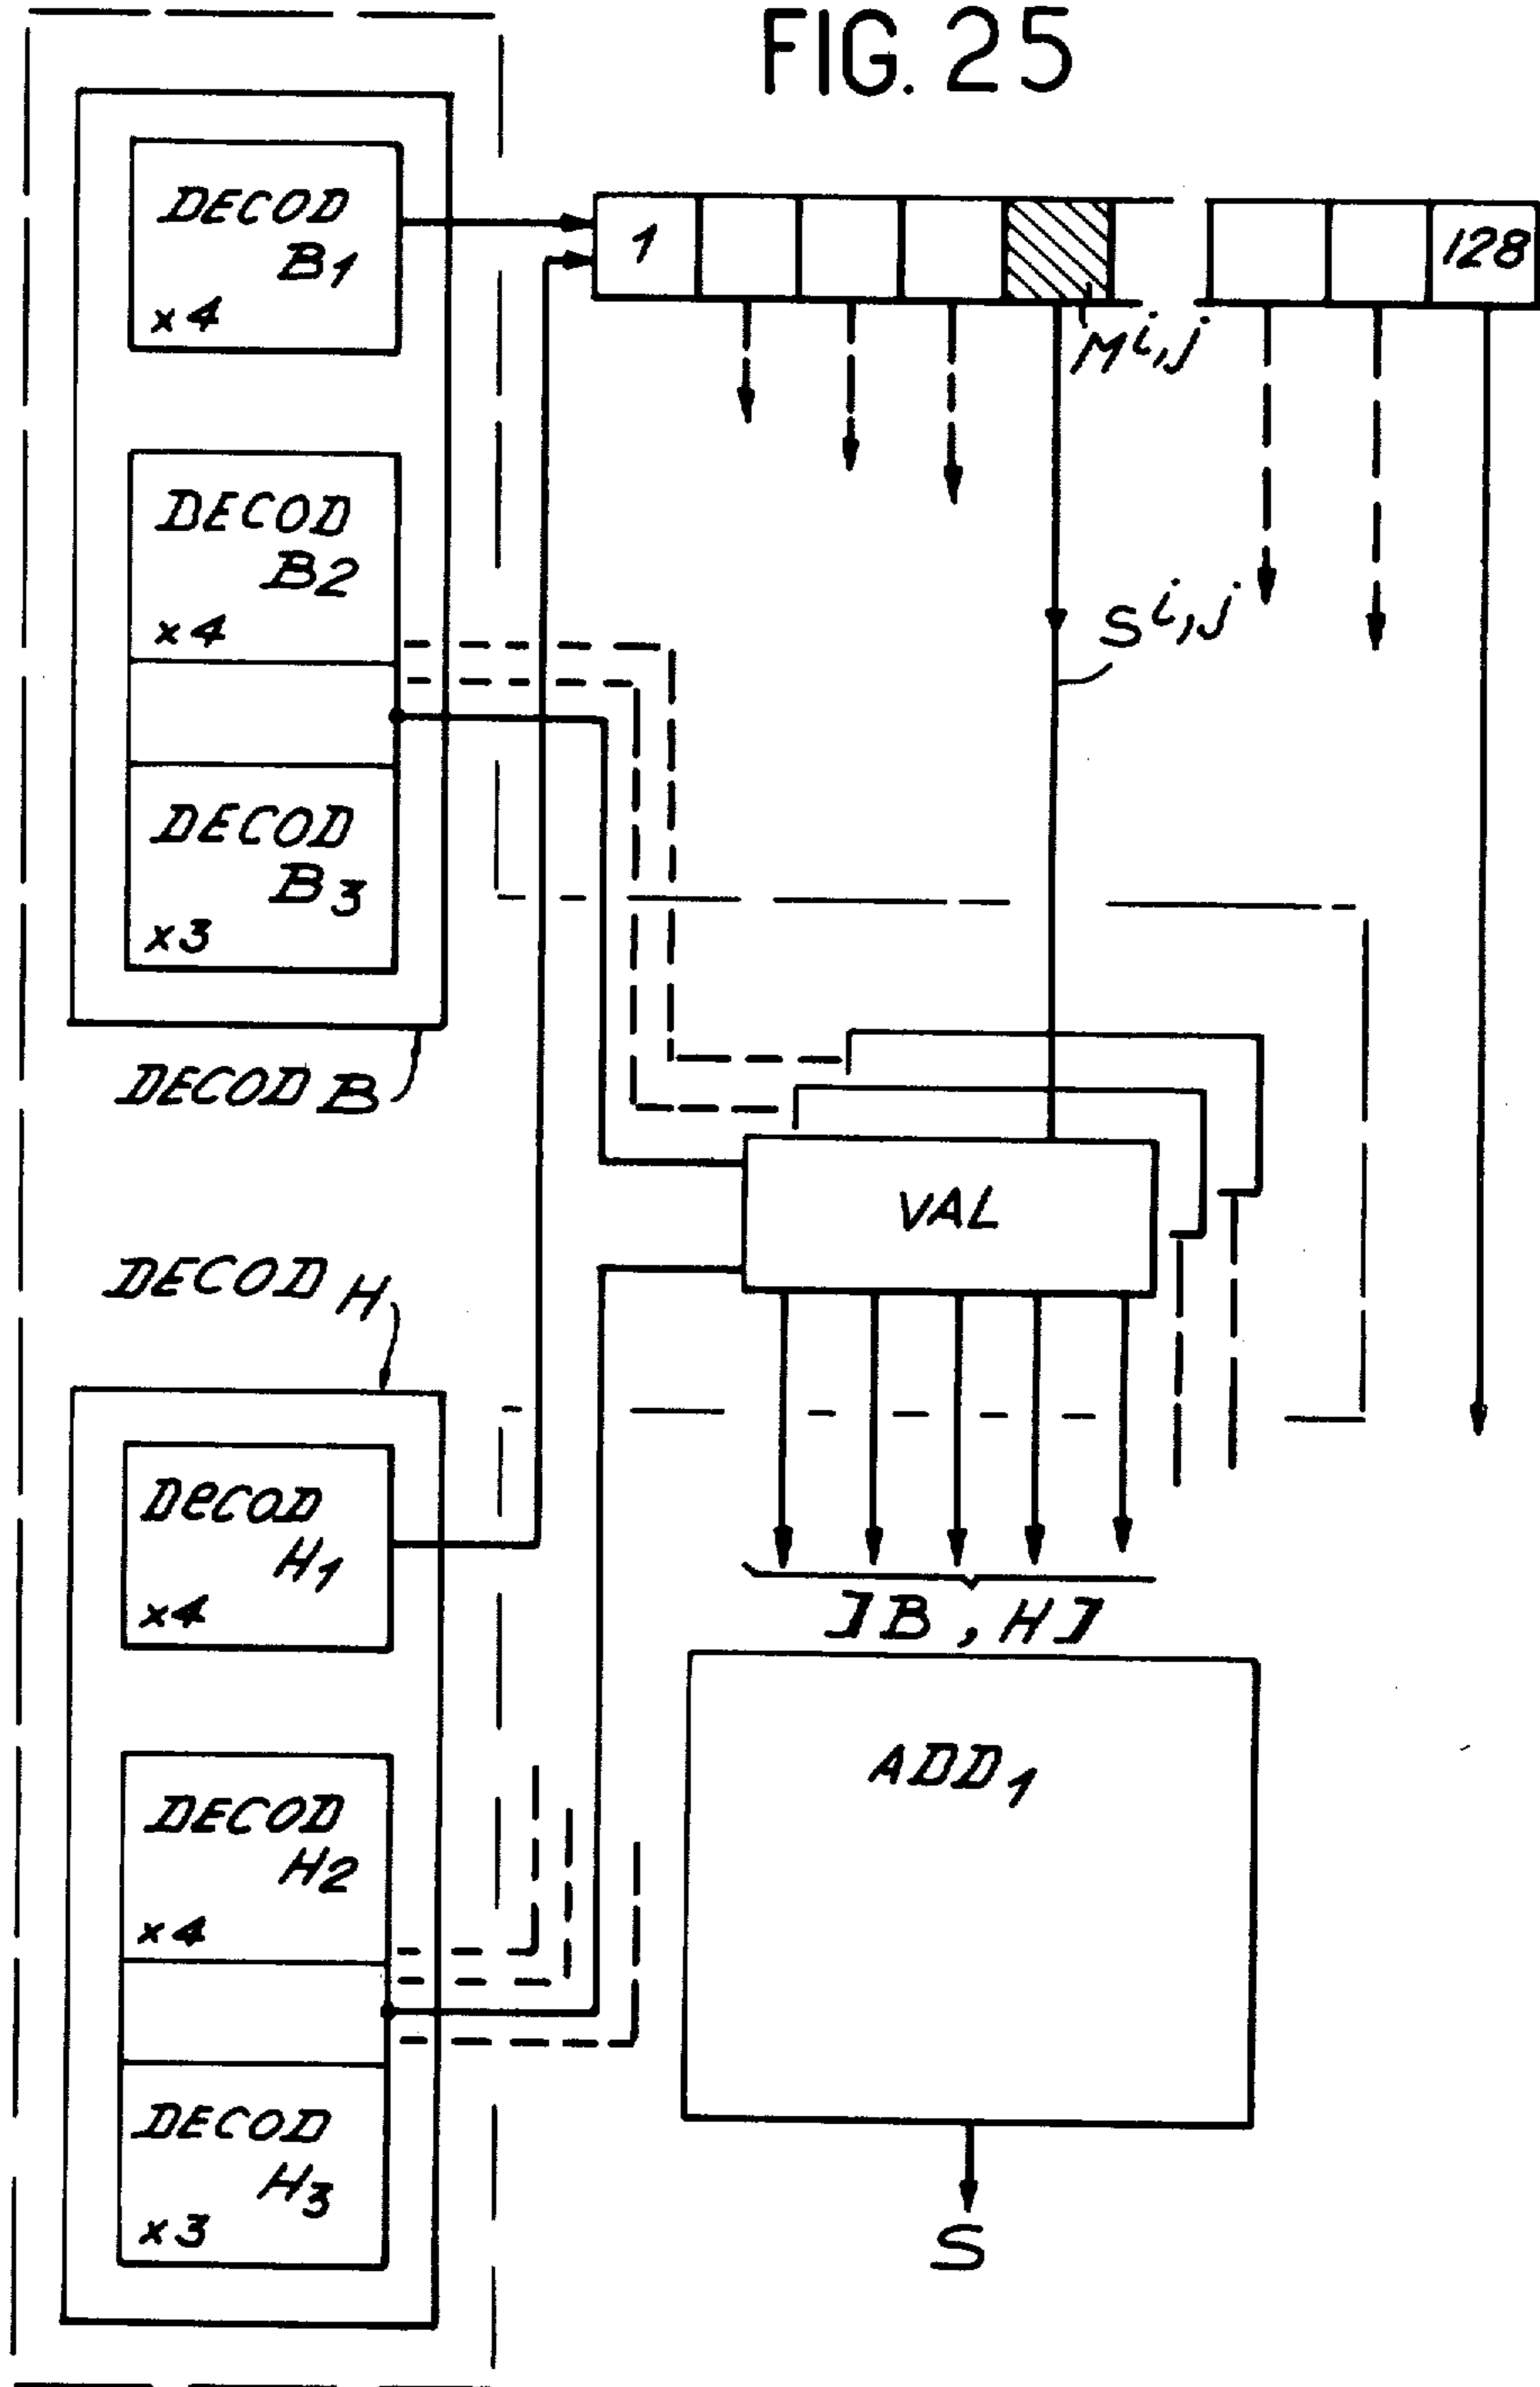 FIG. 25
DECOD
B1
x4
1
128
M i,j
DECOD
B2
x4
S i,j
DECOD
B3
x3
DECOD B
VAL
DECOD H
DeCOD
H1
x4
]B , H]
ADD1
DECOD
H2
x4
DECOD
H3
x3
S